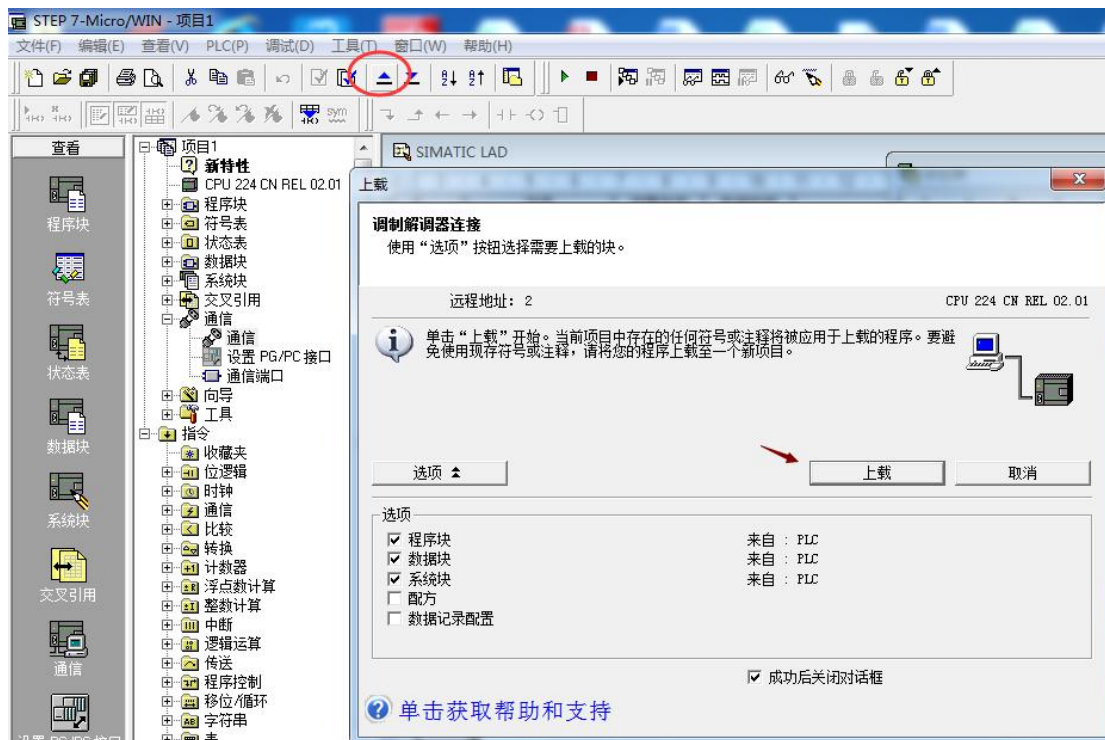 STEP 7-Micro/WIN - 项目1
文件(F) 编辑(E) 查看(V) PLC(P) 调试(D) 工具(T) 窗口(W) 帮助(H)
查看
程序块
符号表
状态表
数据块
系统块
交叉引用
通信
设置 PG/PC 接口
项目1
新特性
CPU 224 CN REL 02.01
程序块
符号表
状态表
数据块
系统块
交叉引用
通信
通信
设置 PG/PC 接口
通信端口
向导
工具
指令
收藏夹
位逻辑
时钟
通信
比较
转换
计数器
浮点数计算
整数计算
中断
逻辑运算
传送
程序控制
移位/循环
字符串
表
SIMATIC LAD
上载
调制解调器连接
使用“选项”按钮选择需要上载的块。
远程地址: 2 CPU 224 CN REL 02.01
单击“上载”开始。当前项目中存在的任何符号或注释将被应用于上载的程序。要避
免使用现存符号或注释，请将您的程序上载至一个新项目。
选项 上载 取消
选项
程序块 来自 : PLC
数据块 来自 : PLC
系统块 来自 : PLC
配方
数据记录配置
成功后关闭对话框
单击获取帮助和支持